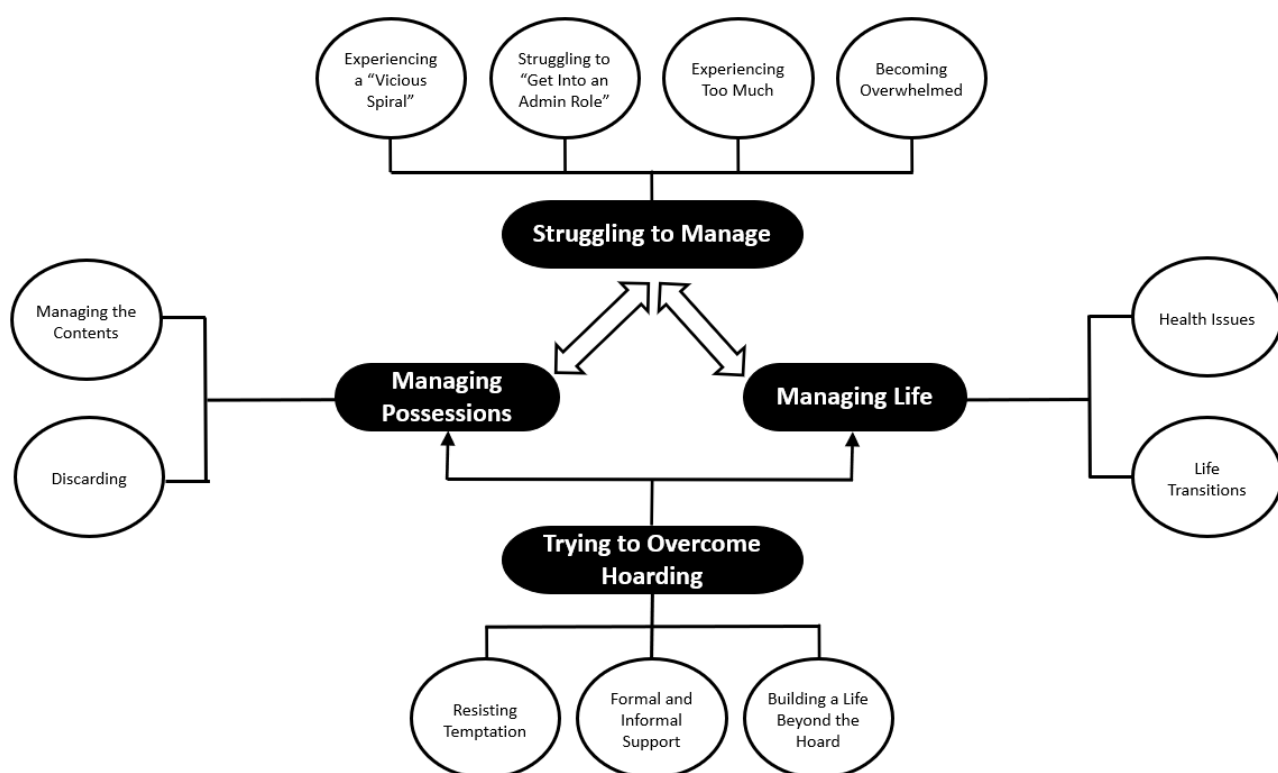 Experiencing
a “Vicious
Spiral”
Struggling to
“Get Into an
Admin Role”
Experiencing
Too Much
Becoming
Overwhelmed
Struggling to Manage
Managing the
Contents
Discarding
Managing
Possessions
Managing Life
Health Issues
Life
Transitions
Trying to Overcome
Hoarding
Resisting
Temptation
Formal and
Informal
Support
Building a Life
Beyond the
Hoard